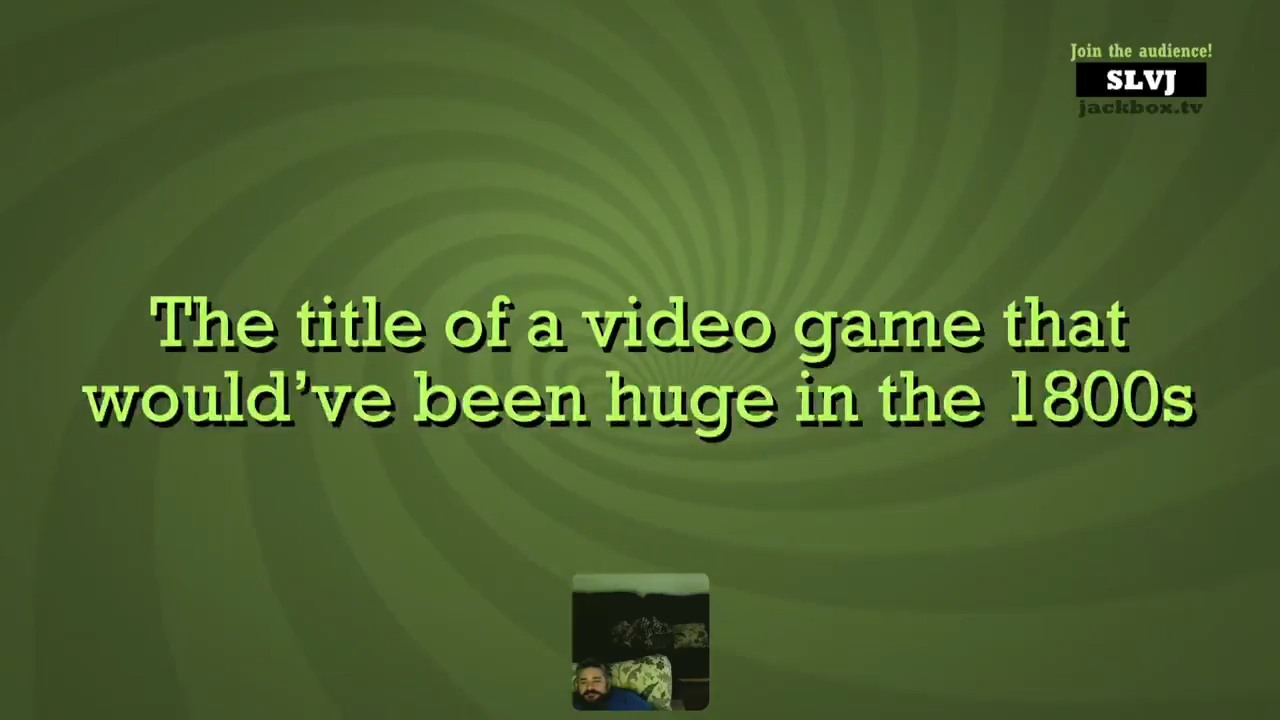 Join the audience!
SLVJ
jackbox.tv
The title of a video game that
would’ve been huge in the 1800s